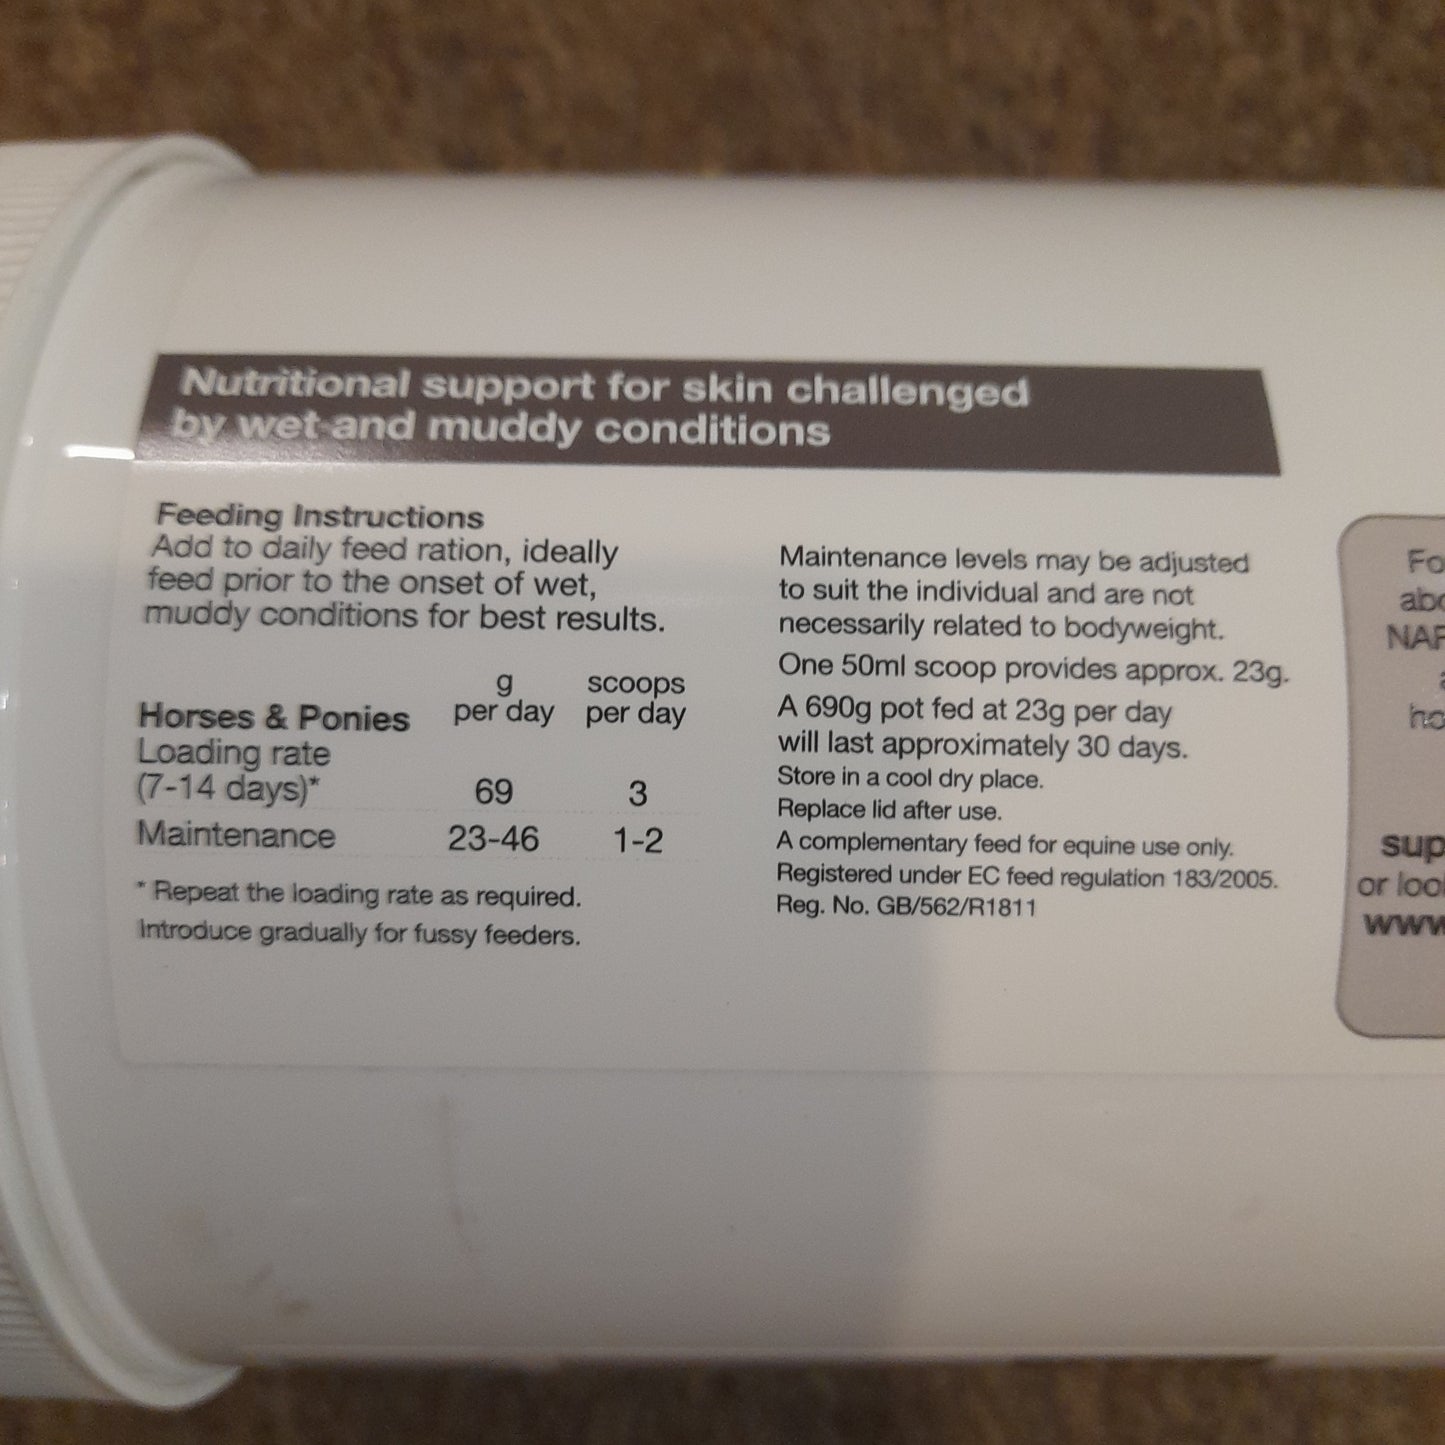 Nutritional support for skin challenged
by wet and muddy conditions
Feeding Instructions
Add to daily feed ration, ideally
feed prior to the onset of wet,
muddy conditions for best results.
g scoops
per day per day
Horses & Ponies
Loading rate
(7-14 days)* 69 3
Maintenance 23-46 1-2
* Repeat the loading rate as required.
Introduce gradually for fussy feeders.
Maintenance levels may be adjusted
to suit the individual and are not
necessarily related to bodyweight.
One 50ml scoop provides approx. 23g.
A 690g pot fed at 23g per day
will last approximately 30 days.
Store in a cool dry place.
Replace lid after use.
A complementary feed for equine use only.
Registered under EC feed regulation 183/2005.
Reg. No. GB/562/R1811
or
www